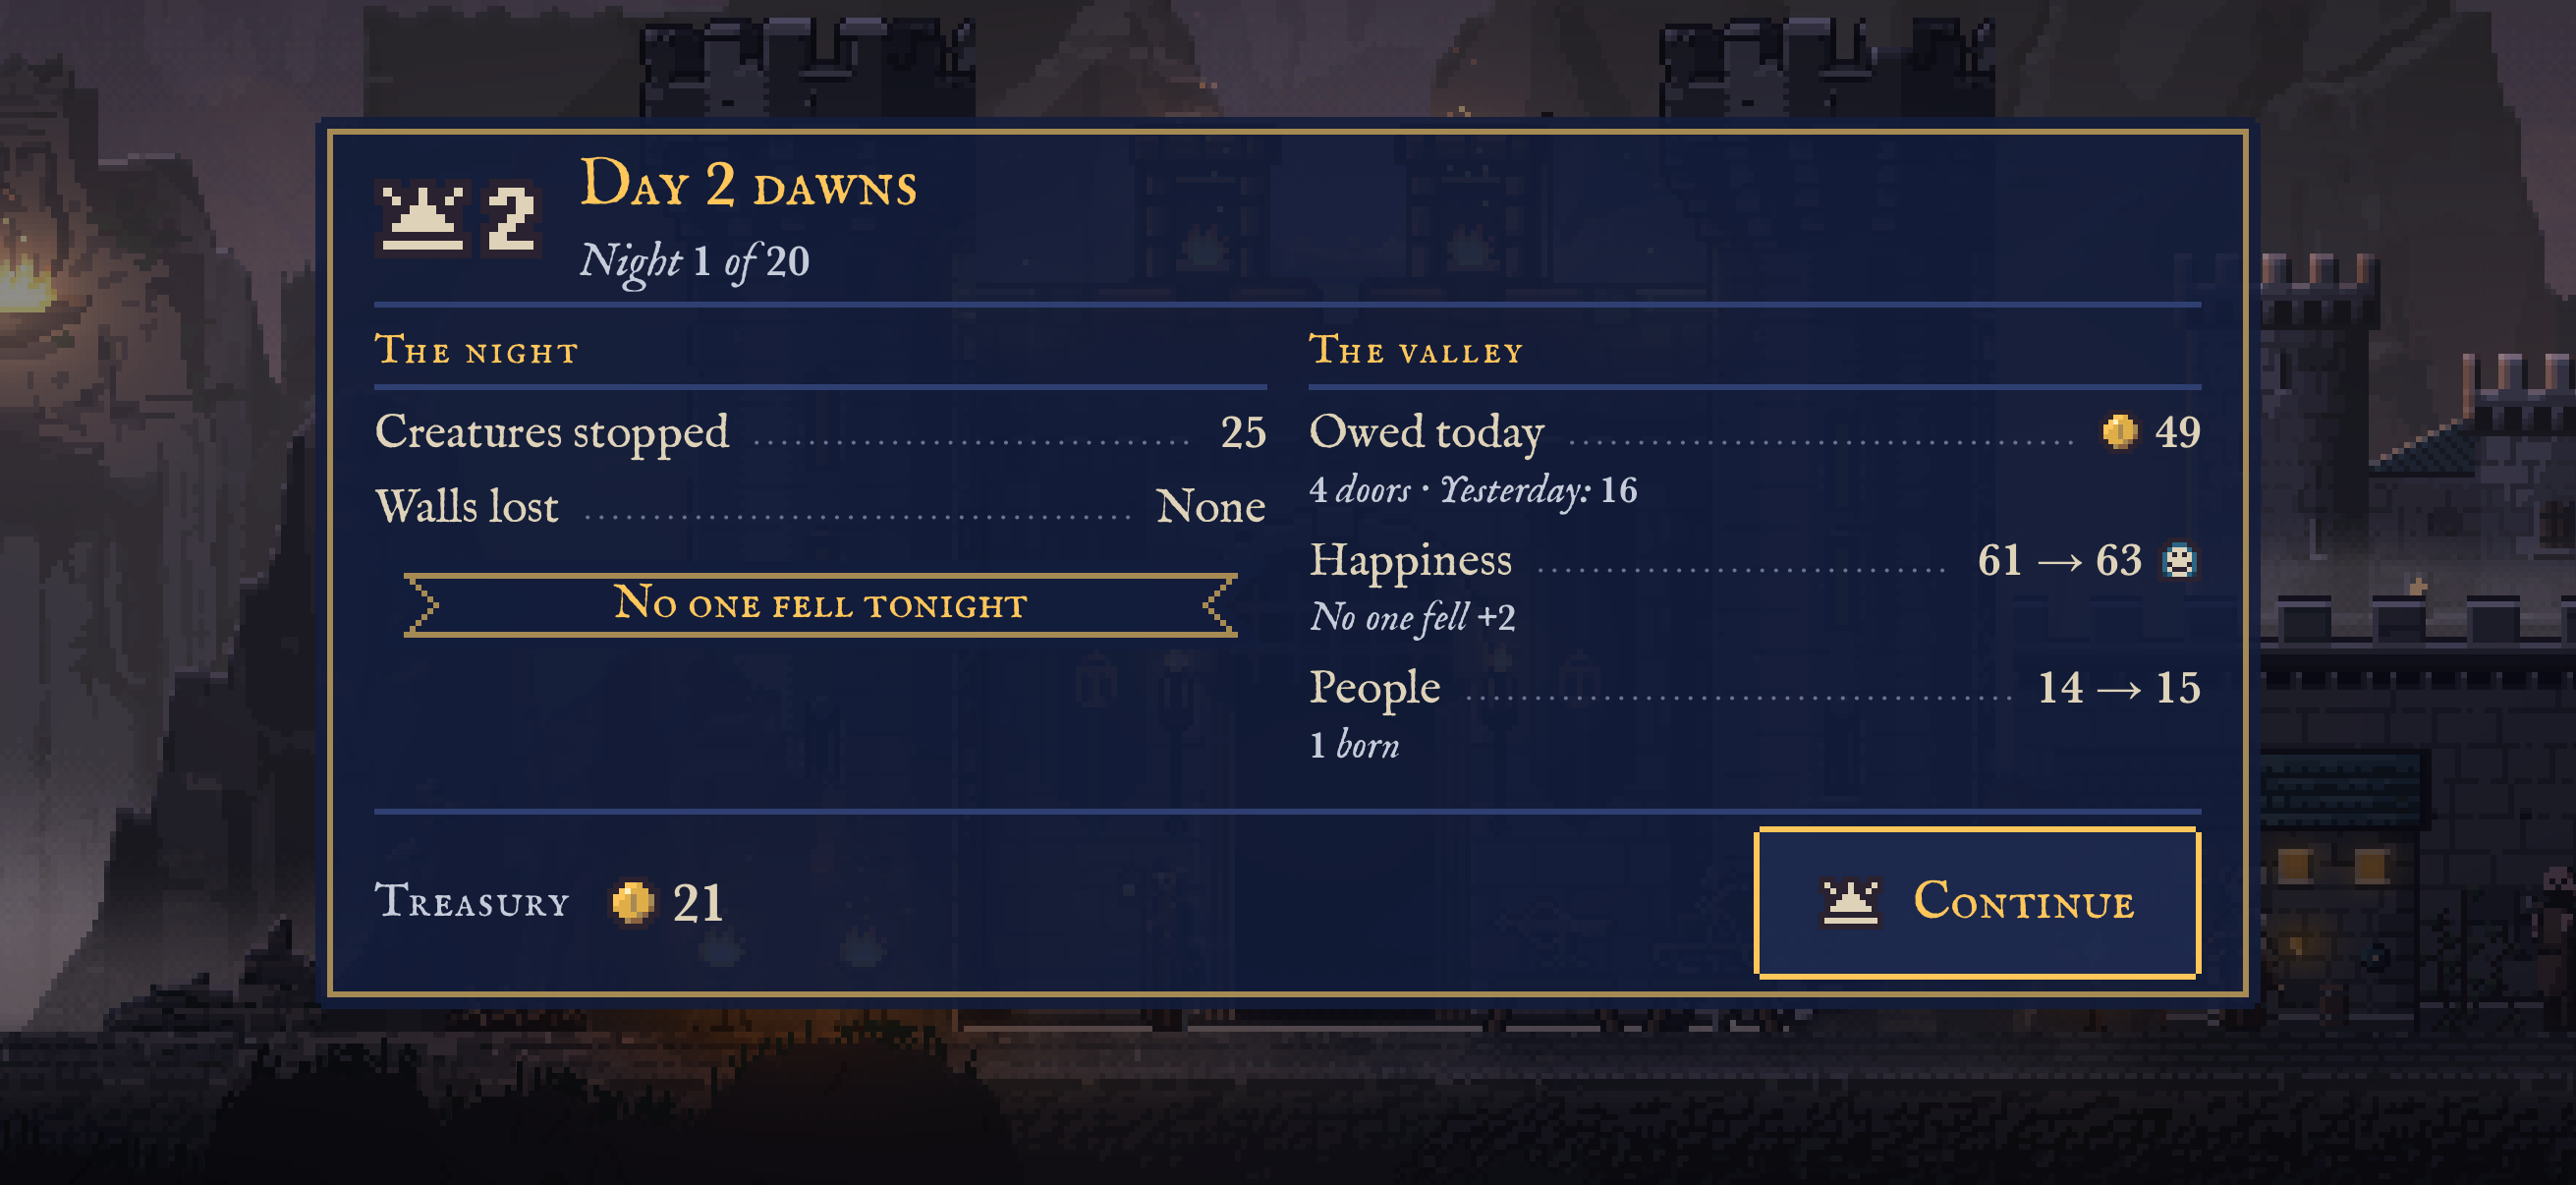 2
Day 2 dawns
Night 1 of 20
The night
Creatures stopped 25
Walls lost None
No one fell tonight
The valley
Owed today 49
4 doors · Yesterday: 16
Happiness 61 → 63
No one fell +2
People 14 → 15
1 born
Treasury 21
Continue